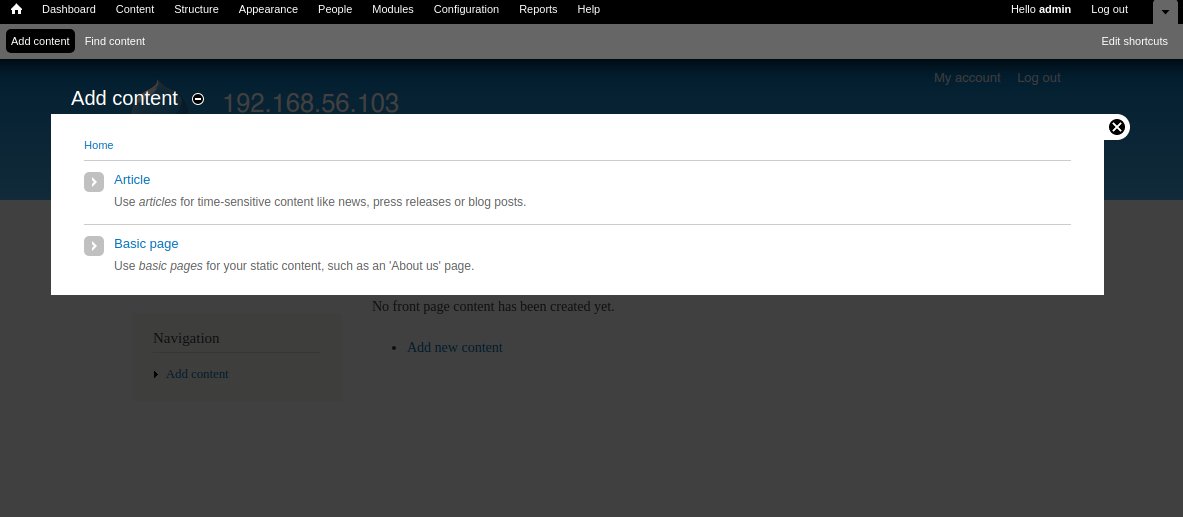 Dashboard Content Structure Appearance People Modules Configuration Reports Help Hello admin Log out
Add content Find content Edit shortcuts
My account Log out
Add content 192.168.56.103
Home
Article
Use articles for time-sensitive content like news, press releases or blog posts.
Basic page
Use basic pages for your static content, such as an 'About us' page.
No front page content has been created yet.
Navigation
Add new content
Add content